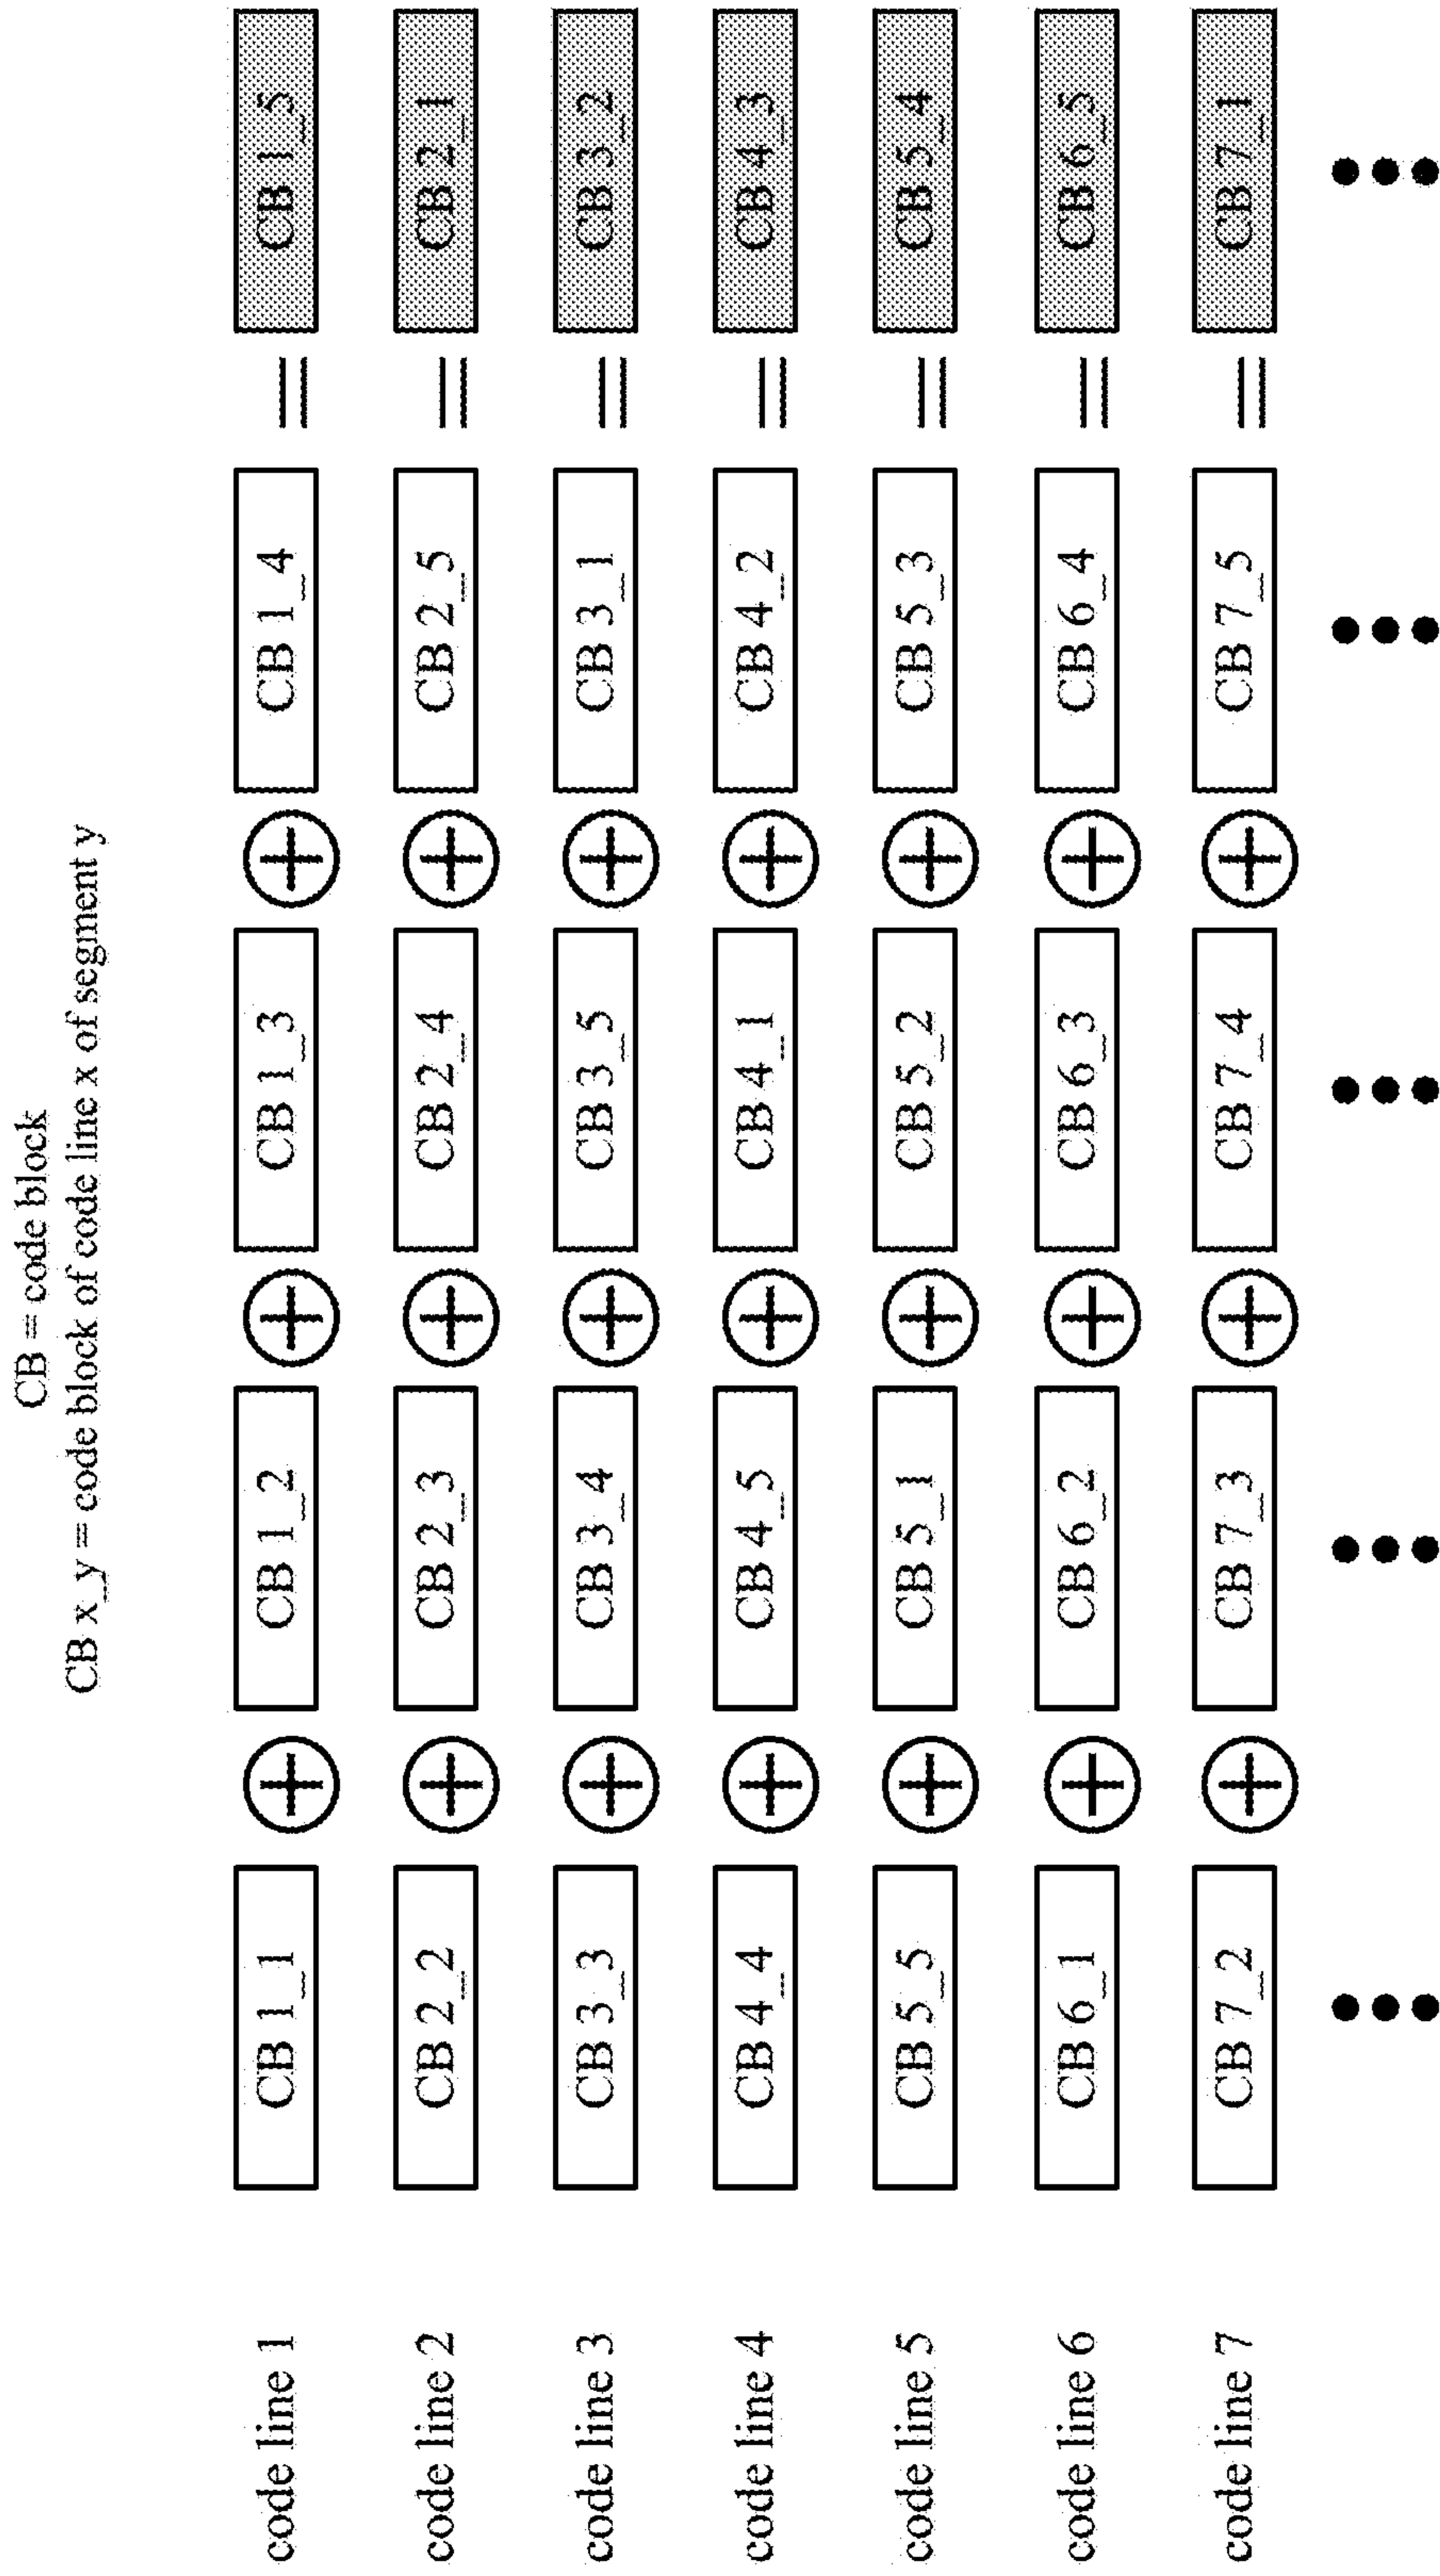 CB = code block
CB x_y = code block of code line x of segment y
code line 1 CB 1_1 ⊕ CB 1_2 ⊕ CB 1_3 ⊕ CB 1_4 = CB 1_5
code line 2 CB 2_2 ⊕ CB 2_3 ⊕ CB 2_4 ⊕ CB 2_5 = CB 2_1
code line 3 CB 3_3 ⊕ CB 3_4 ⊕ CB 3_5 ⊕ CB 3_1 = CB 3_2
code line 4 CB 4_4 ⊕ CB 4_5 ⊕ CB 4_1 ⊕ CB 4_2 = CB 4_3
code line 5 CB 5_5 ⊕ CB 5_1 ⊕ CB 5_2 ⊕ CB 5_3 = CB 5_4
code line 6 CB 6_1 ⊕ CB 6_2 ⊕ CB 6_3 ⊕ CB 6_4 = CB 6_5
code line 7 CB 7_2 ⊕ CB 7_3 ⊕ CB 7_4 ⊕ CB 7_5 = CB 7_1